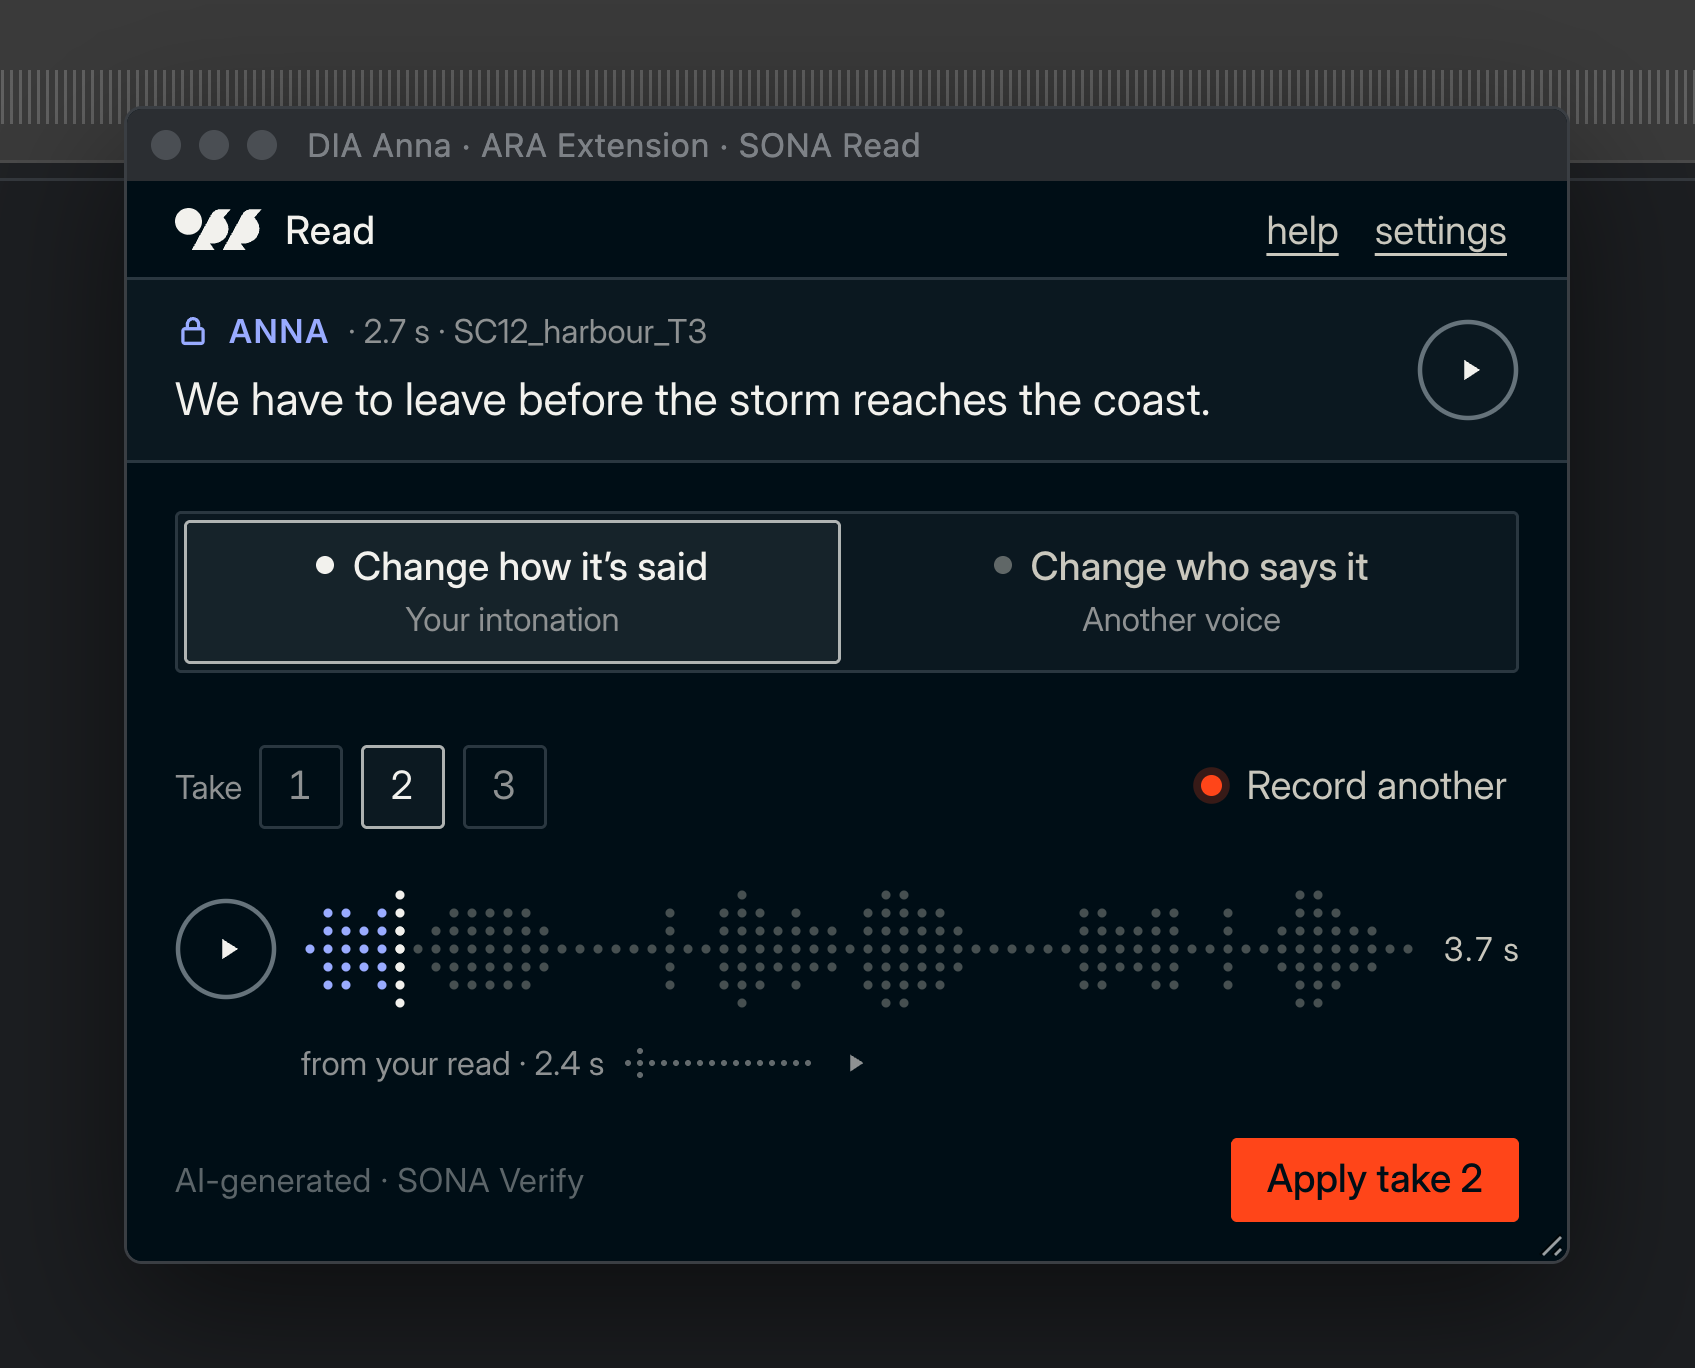 DIA Anna · ARA Extension · SONA Read
Read
help settings
ANNA · 2.7 s · SC12_harbour_T3
We have to leave before the storm reaches the coast.
Change how it’s said
Your intonation
Change who says it
Another voice
Take 1 2 3
Record another
3.7 s
from your read · 2.4 s
AI-generated · SONA Verify
Apply take 2